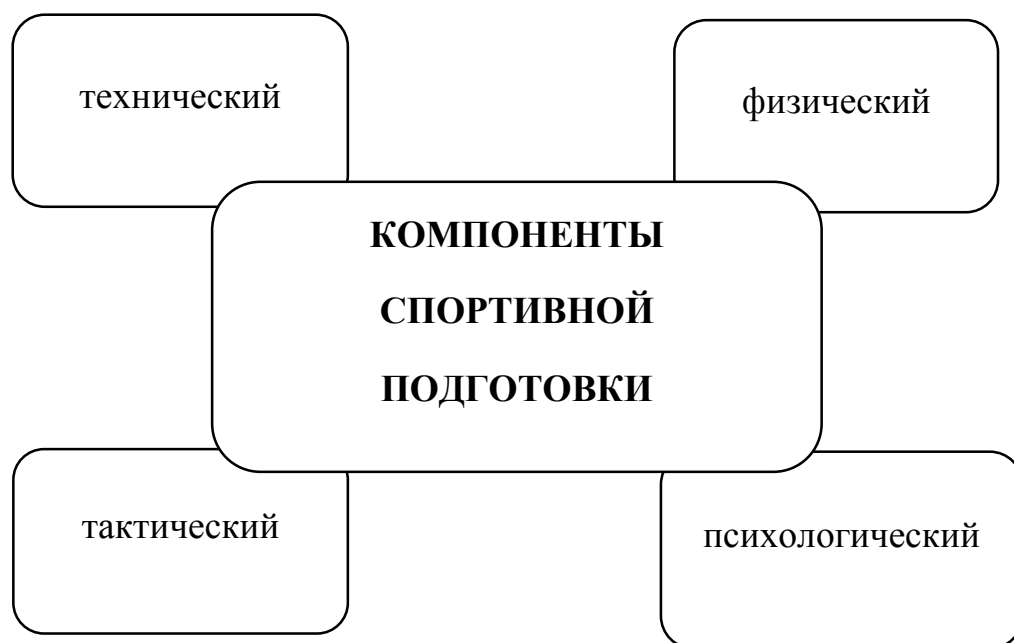 технический
физический
КОМПОНЕНТЫ
СПОРТИВНОЙ
ПОДГОТОВКИ
тактический
психологический